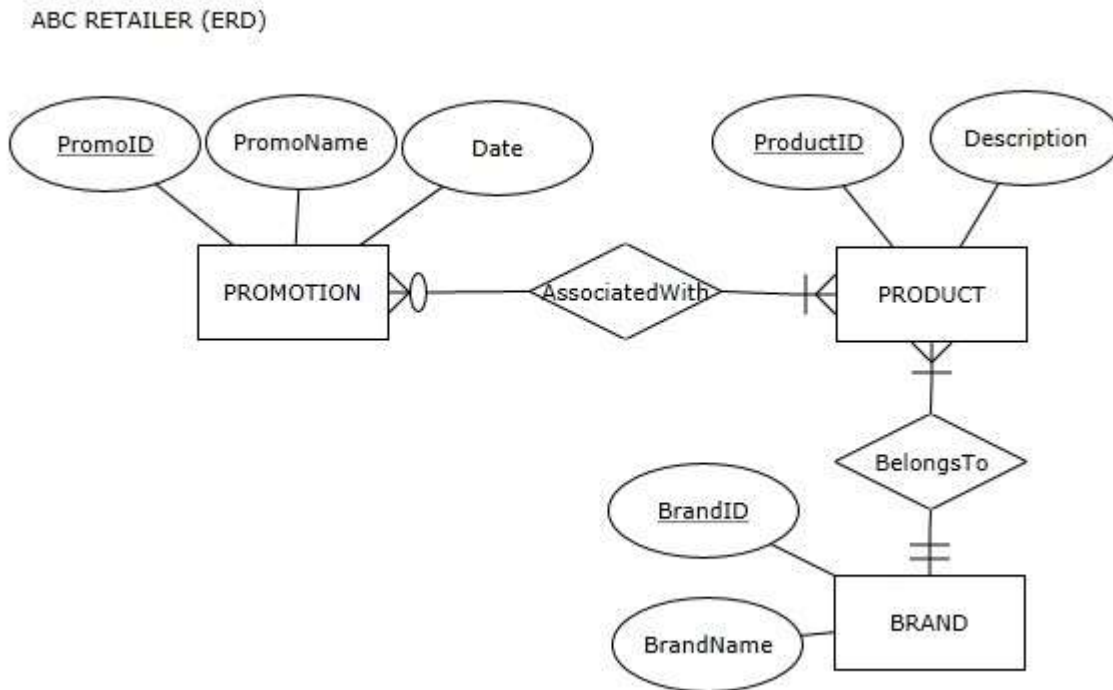 ABC RETAILER (ERD)
PromoID
PromoName
Date
ProductID
Description
PROMOTION
AssociatedWith
PRODUCT
BelongsTo
BrandID
BrandName
BRAND